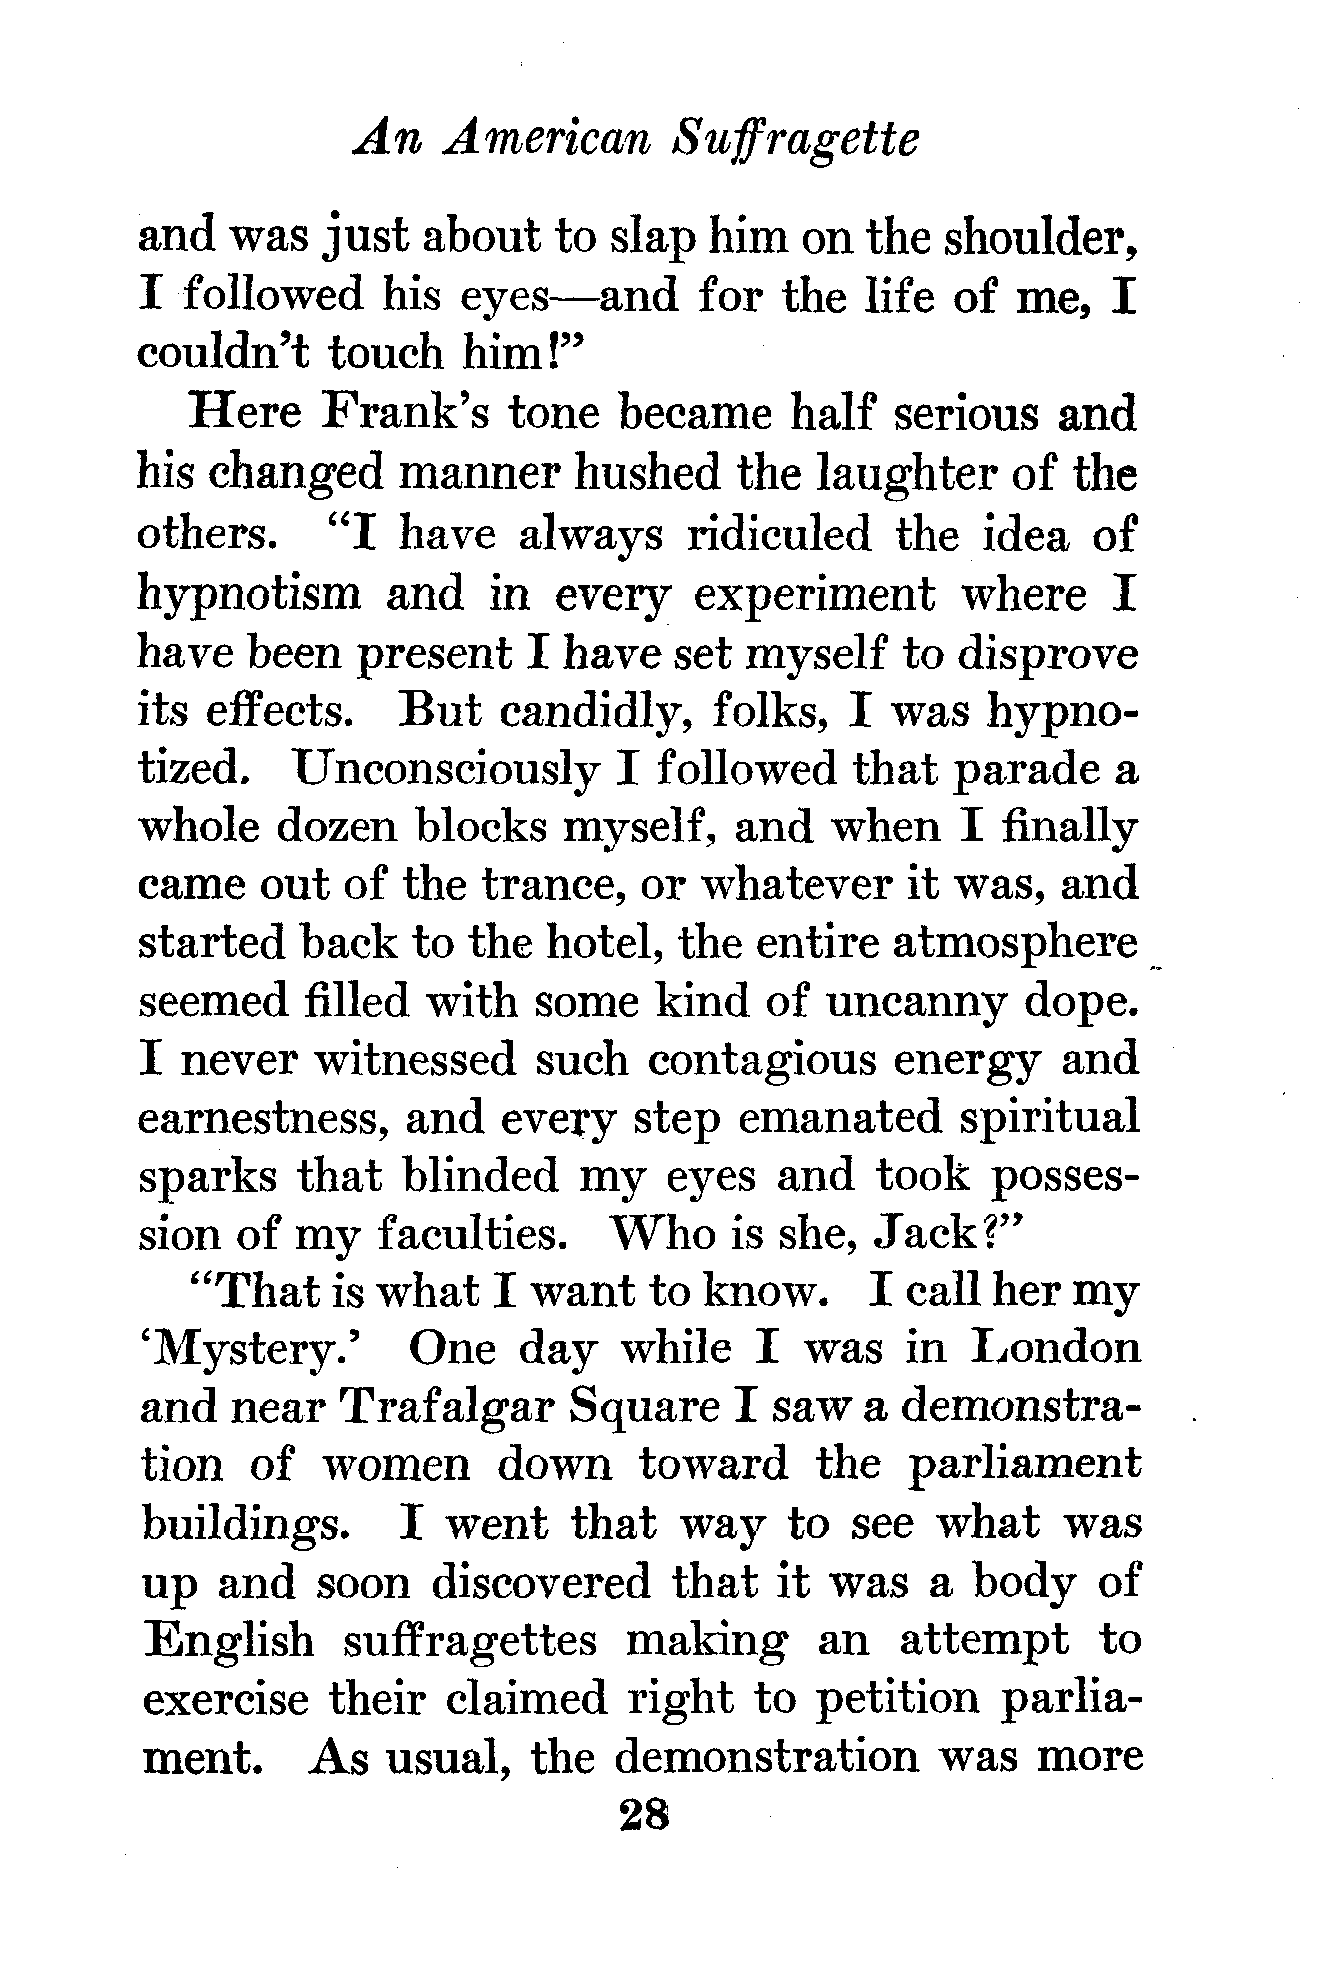 An American Suffragette
and was just about to slap him on the shoulder,
I followed his eyes—and for the life of me, I
couldn't touch him!”
Here Frank's tone became half serious and
his changed manner hushed the laughter of the
others. “I have always ridiculed the idea of
hypnotism and in every experiment where I
have been present I have set myself to disprove
its effects. But candidly, folks, I was hypno-
tized. Unconsciously I followed that parade a
whole dozen blocks myself, and when I finally
came out of the trance, or whatever it was, and
started back to the hotel, the entire atmosphere
seemed filled with some kind of uncanny dope.
I never witnessed such contagious energy and
earnestness, and every step emanated spiritual
sparks that blinded my eyes and took posses-
sion of my faculties. Who is she, Jack?”
“That is what I want to know. I call her my
‘Mystery.’ One day while I was in London
and near Trafalgar Square I saw a demonstra-
tion of women down toward the parliament
buildings. I went that way to see what was
up and soon discovered that it was a body of
English suffragettes making an attempt to
exercise their claimed right to petition parlia-
ment. As usual, the demonstration was more
28